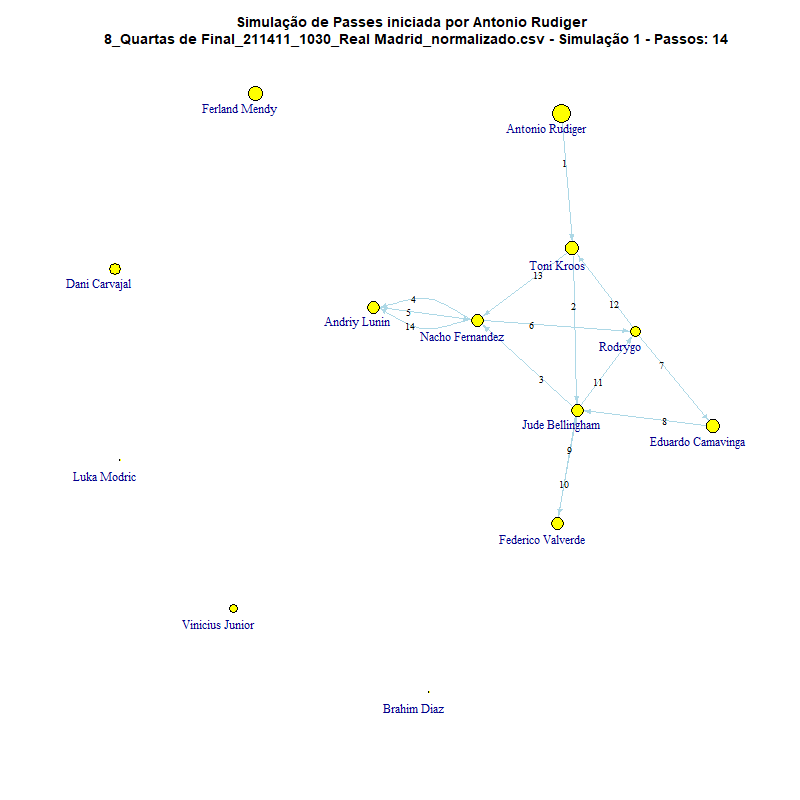 Simulação de Passes iniciada por Antonio Rudiger
8_Quartas de Final_211411_1030_Real Madrid_normalizado.csv - Simulação 1 - Passos: 14
Ferland Mendy
Antonio Rudiger
1
Toni Kroos
13
Dani Carvajal
4
5
14
2
12
Andriy Lunin
Nacho Fernandez
6
Rodrygo
7
3
11
Jude Bellingham
8
Eduardo Camavinga
9
Luka Modric
10
Federico Valverde
Vinicius Junior
Brahim Diaz